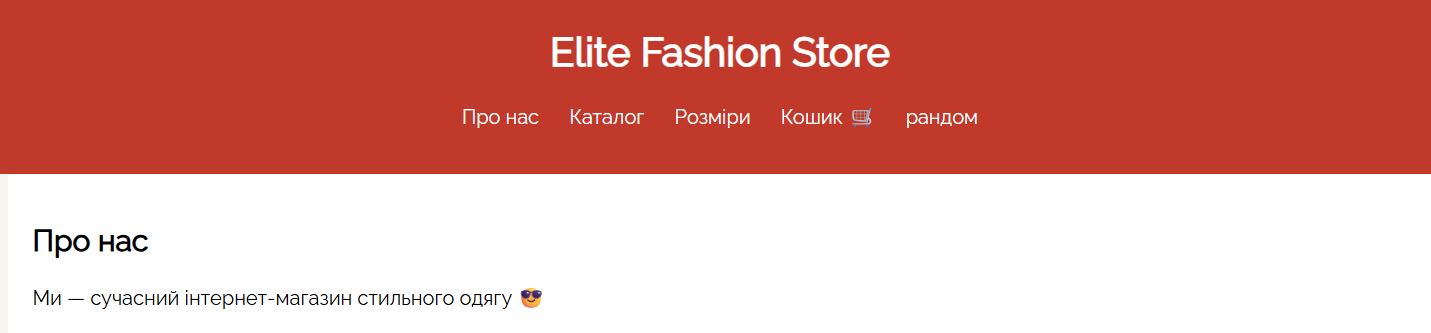 Elite Fashion Store
Про нас Каталог Розміри Кошик 🛒 рандом
Про нас
Ми — сучасний інтернет-магазин стильного одягу 😎